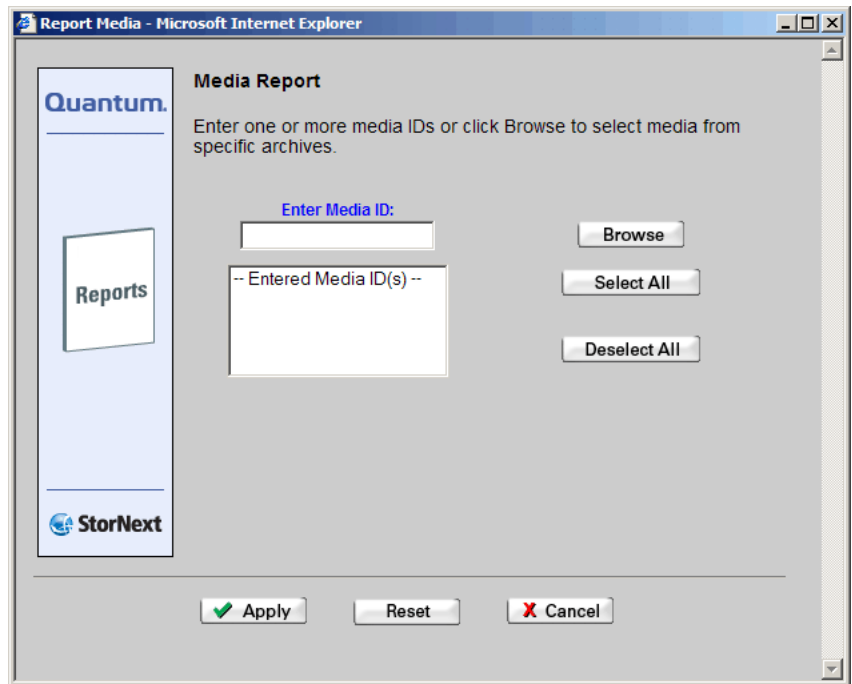 Report Media - Microsoft Internet Explorer
Quantum.
Media Report
Enter one or more media IDs or click Browse to select media from
specific archives.
Enter Media ID:
Browse
-- Entered Media ID(s) --
Select All
Deselect All
Reports
StorNext
Apply
Reset
Cancel